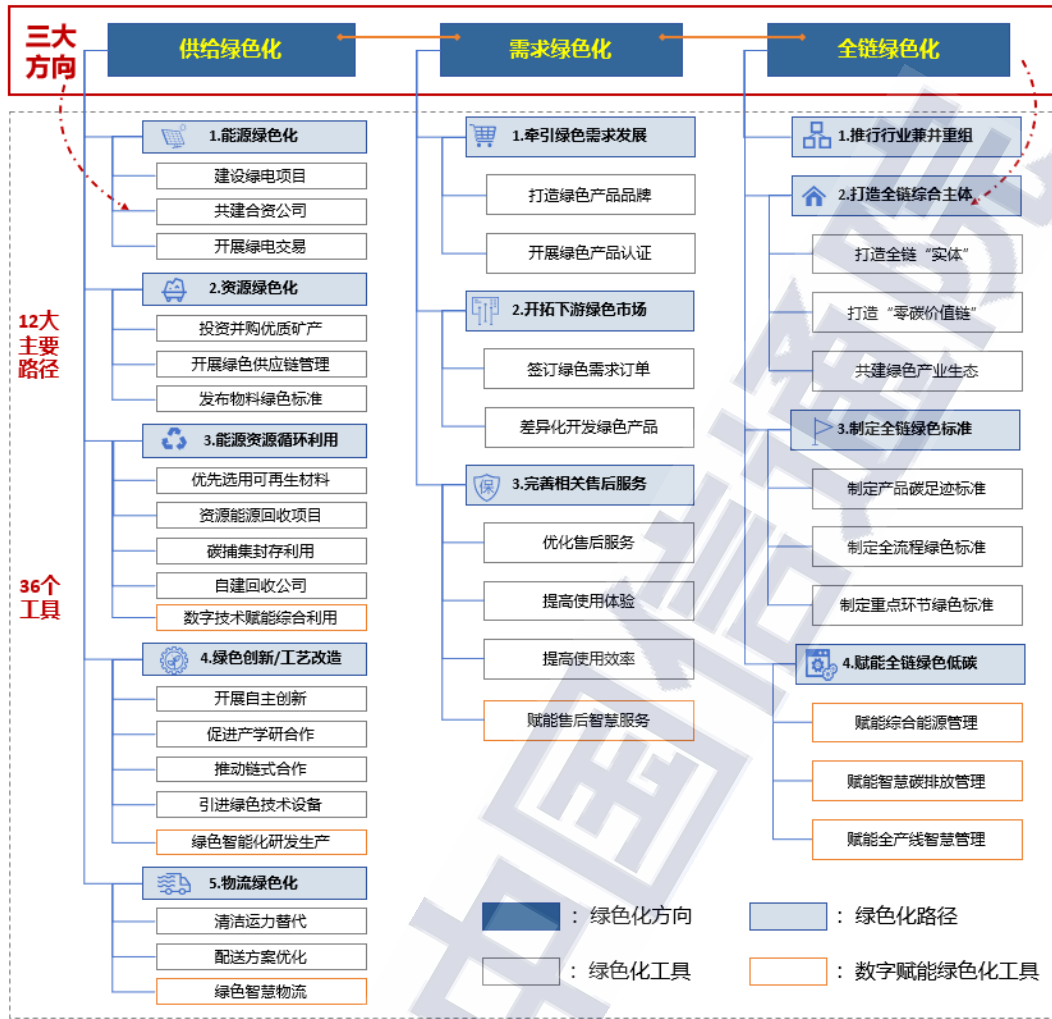 三大
方向
供给绿色化
需求绿色化
全链绿色化
12大
主要
路径
36个
工具
1.能源绿色化
建设绿电项目
共建合资公司
开展绿电交易
2.资源绿色化
投资并购优质矿产
开展绿色供应链管理
发布物料绿色标准
3.能源资源循环利用
优先选用可再生材料
资源能源回收项目
碳捕集封存利用
自建回收公司
数字技术赋能综合利用
4.绿色创新/工艺改造
开展自主创新
促进产学研合作
推动链式合作
引进绿色技术设备
绿色智能化研发生产
5.物流绿色化
清洁运力替代
配送方案优化
绿色智慧物流
1.牵引绿色需求发展
打造绿色产品品牌
开展绿色产品认证
2.开拓下游绿色市场
签订绿色需求订单
差异化开发绿色产品
保
3.完善相关售后服务
优化售后服务
提高使用体验
提高使用效率
赋能售后智慧服务
1.推行行业兼并重组
2.打造全链综合主体
打造全链“实体”
打造“零碳价值链”
共建绿色产业生态
3.制定全链绿色标准
制定产品碳足迹标准
制定全流程绿色标准
制定重点环节绿色标准
4.赋能全链绿色低碳
赋能综合能源管理
赋能智慧碳排放管理
赋能全产线智慧管理
：绿色化方向
：绿色化路径
：绿色化工具
：数字赋能绿色化工具
中国信通院